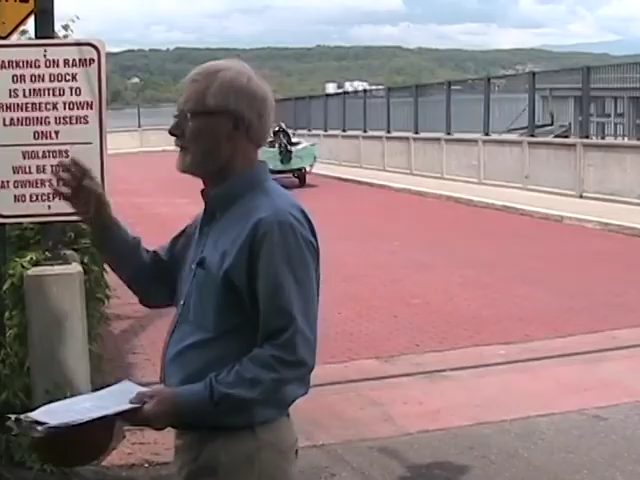 ARKING ON RAMP
OR ON DOCK
IS LIMITED TO
RHINEBECK TOWN
LANDING USERS
ONLY
VIOLATORS
WILL BE
AT OWNER'S
NO